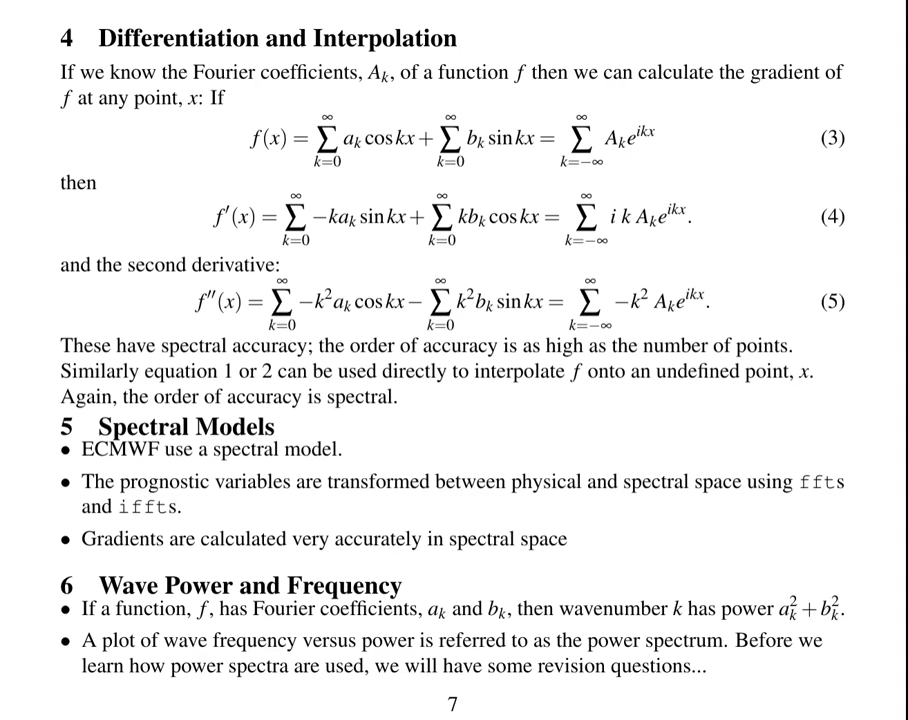 4 Differentiation and Interpolation
If we know the Fourier coefficients, A_k, of a function f then we can calculate the gradient of
f at any point, x: If
f(x) = ∑_{k=0}^{∞} a_k cos kx + ∑_{k=0}^{∞} b_k sin kx = ∑_{k=−∞}^{∞} A_k e^{ikx} (3)
then
f′(x) = ∑_{k=0}^{∞} −ka_k sin kx + ∑_{k=0}^{∞} kb_k cos kx = ∑_{k=−∞}^{∞} i k A_k e^{ikx}. (4)
and the second derivative:
f″(x) = ∑_{k=0}^{∞} −k²a_k cos kx − ∑_{k=0}^{∞} k²b_k sin kx = ∑_{k=−∞}^{∞} −k² A_k e^{ikx}. (5)
These have spectral accuracy; the order of accuracy is as high as the number of points.
Similarly equation 1 or 2 can be used directly to interpolate f onto an undefined point, x.
Again, the order of accuracy is spectral.
5 Spectral Models
• ECMWF use a spectral model.
• The prognostic variables are transformed between physical and spectral space using ffts
and iffts.
• Gradients are calculated very accurately in spectral space
6 Wave Power and Frequency
• If a function, f, has Fourier coefficients, a_k and b_k, then wavenumber k has power a_k² + b_k².
• A plot of wave frequency versus power is referred to as the power spectrum. Before we
learn how power spectra are used, we will have some revision questions...
7